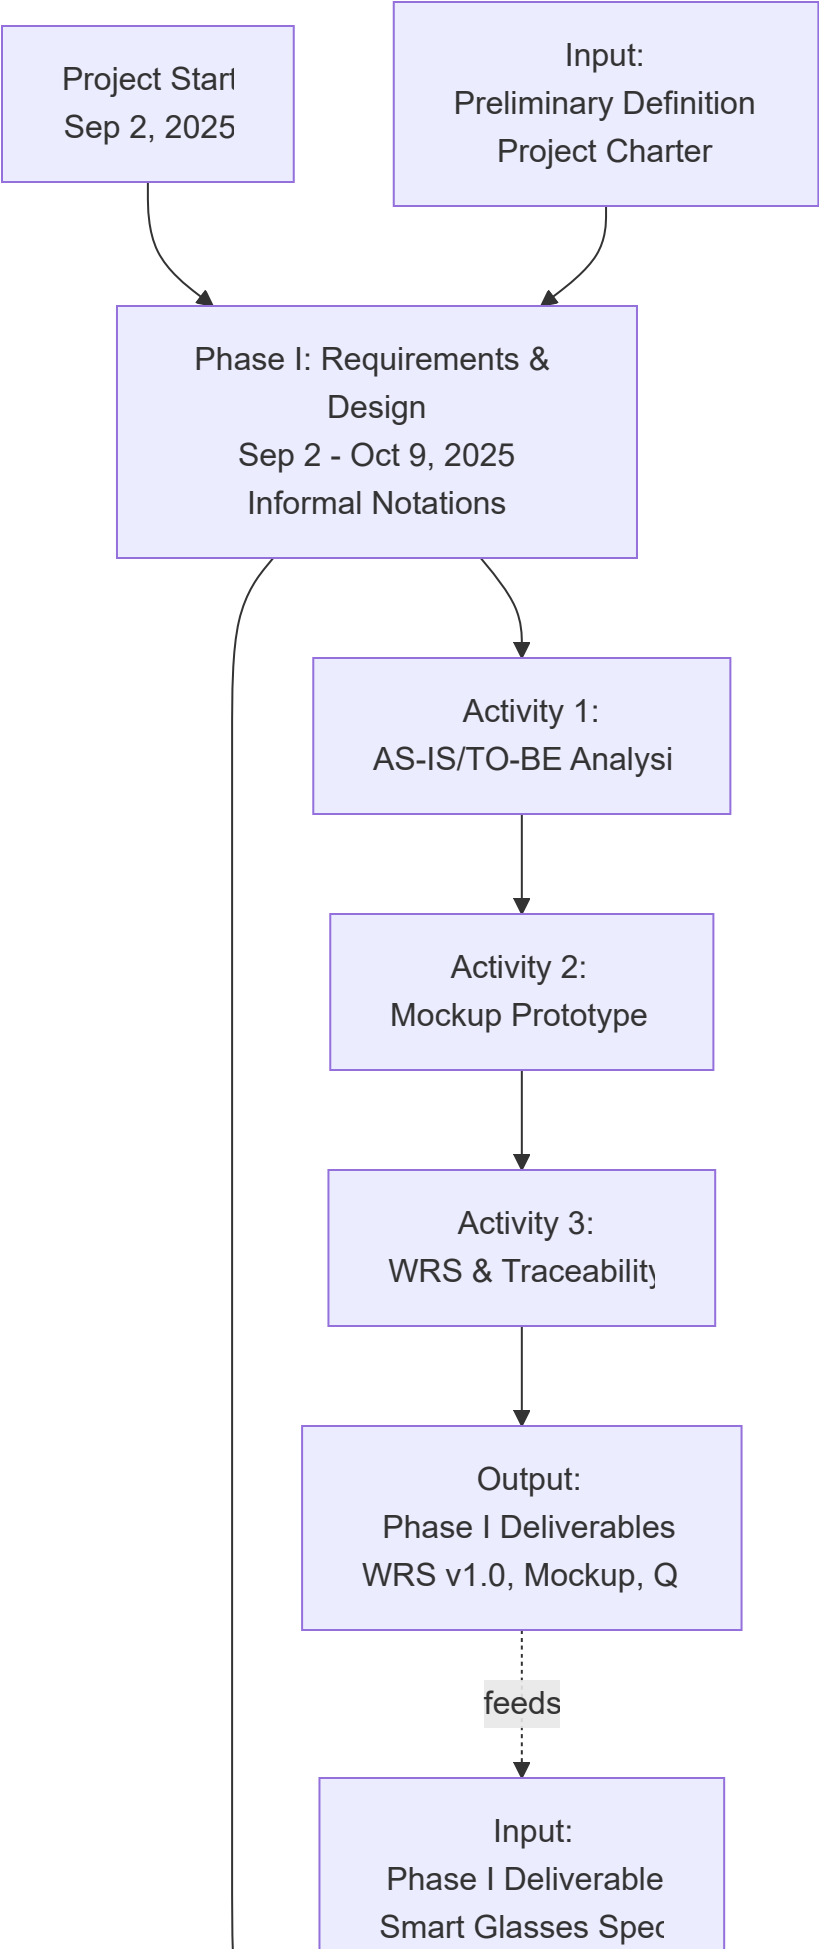 Project Start
Sep 2, 2025
Input:
Preliminary Definition
Project Charter
Phase I: Requirements &
Design
Sep 2 - Oct 9, 2025
Informal Notations
Activity 1:
AS-IS/TO-BE Analysi
Activity 2:
Mockup Prototype
Activity 3:
WRS & Traceability
Output:
Phase I Deliverables
WRS v1.0, Mockup, Q
feeds
Input:
Phase I Deliverable
Smart Glasses Spec